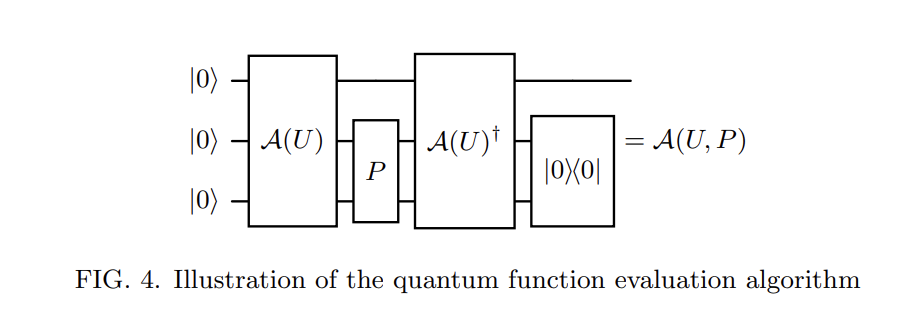 |0⟩
|0⟩ 𝒜(U) P 𝒜(U)† |0⟩⟨0| = 𝒜(U, P)
|0⟩
FIG. 4. Illustration of the quantum function evaluation algorithm